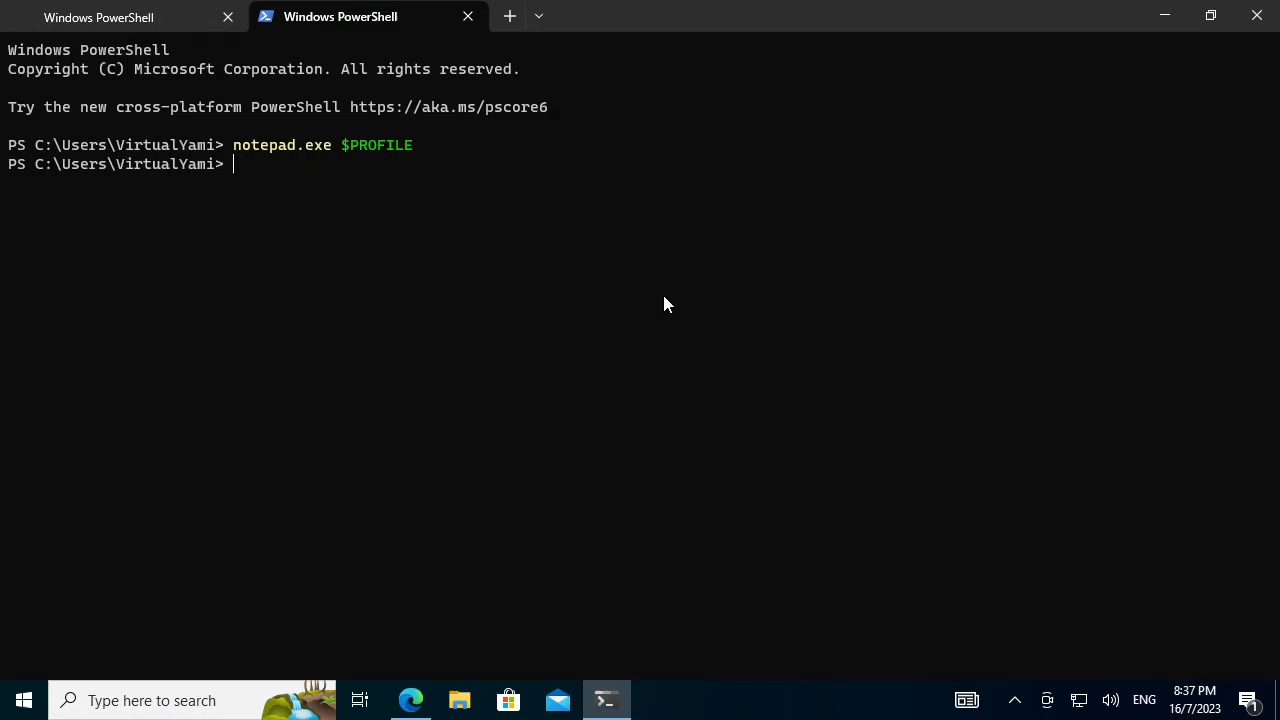 Windows PowerShell
Windows PowerShell
Windows PowerShell
Copyright (C) Microsoft Corporation. All rights reserved.
Try the new cross-platform PowerShell https://aka.ms/pscore6
PS C:\Users\VirtualYami> notepad.exe $PROFILE
PS C:\Users\VirtualYami>
Type here to search
ENG
8:37 PM
16/7/2023
1